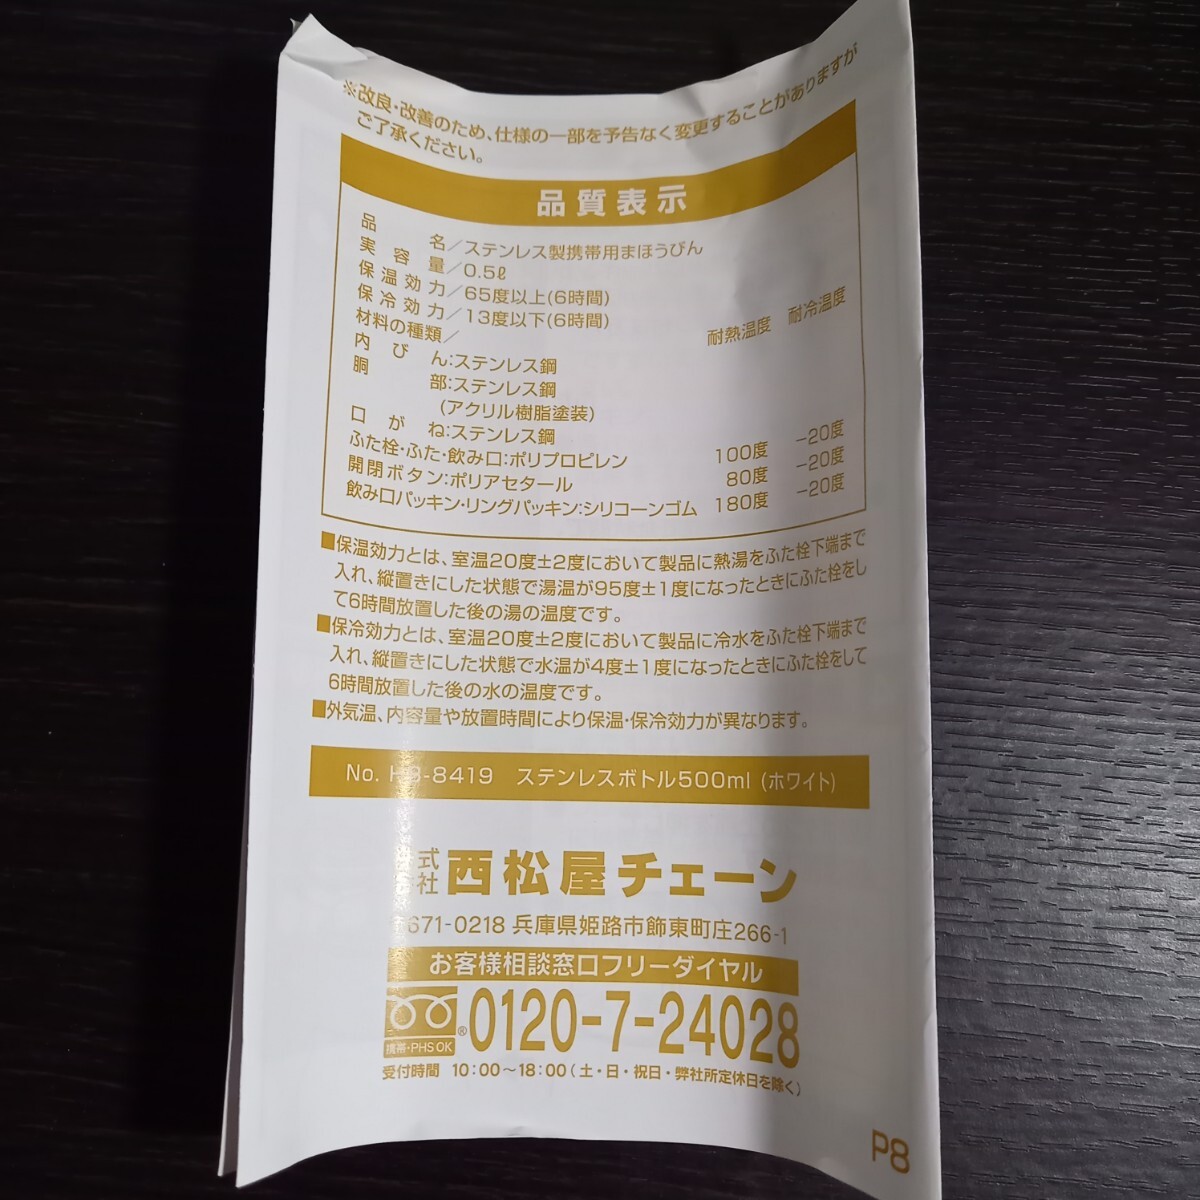 ※改良・改善のため、仕様の一部を予告なく変更することがありますが
ご了承ください。
品質表示
品名／ステンレス製携帯用まほうびん
実容量／0.5ℓ
保温効力／65度以上(6時間)
保冷効力／13度以下(6時間)
材料の種類／ 耐熱温度 耐冷温度
内びん:ステンレス鋼
胴部:ステンレス鋼
(アクリル樹脂塗装)
口がね:ステンレス鋼
ふた栓・ふた・飲み口:ポリプロピレン 100度 −20度
開閉ボタン:ポリアセタール 80度 −20度
飲み口パッキン・リングパッキン:シリコーンゴム 180度 −20度
■保温効力とは、室温20度±2度において製品に熱湯をふた栓下端まで
入れ、縦置きにした状態で湯温が95度±1度になったときにふた栓をし
て6時間放置した後の湯の温度です。
■保冷効力とは、室温20度±2度において製品に冷水をふた栓下端まで
入れ、縦置きにした状態で水温が4度±1度になったときにふた栓をして
6時間放置した後の水の温度です。
■外気温、内容量や放置時間により保温・保冷効力が異なります。
No. HB-8419 ステンレスボトル500ml (ホワイト)
株式会社 西松屋チェーン
〒671-0218 兵庫県姫路市飾東町庄266-1
お客様相談窓口フリーダイヤル
®0120-7-24028
携帯・PHS OK
受付時間 10:00〜18:00(土・日・祝日・弊社所定休日を除く)
P8